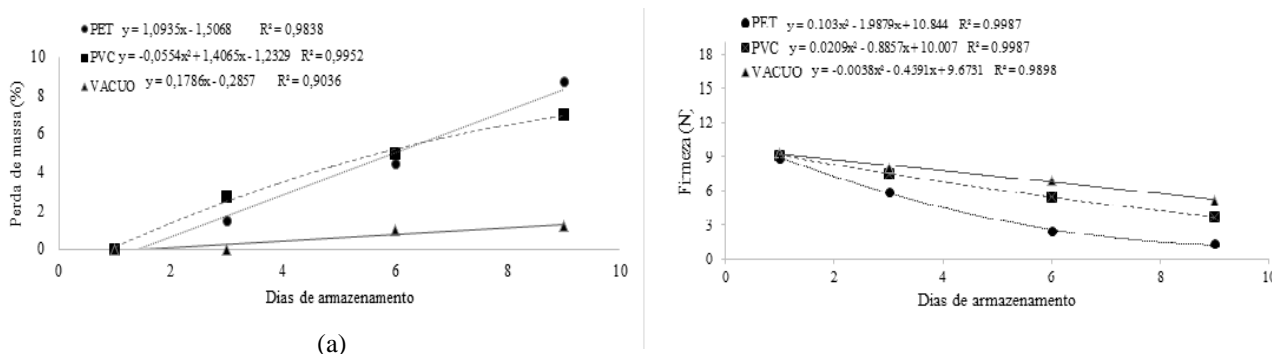 PET y = 1,0935x - 1,5068 R² = 0,9838
PVC y = -0,0554x² + 1,4065x - 1,2329 R² = 0,9952
VACUO y = 0,1786x - 0,2857 R² = 0,9036
Perda de massa (%)
10
8
6
4
2
0
0 2 4 6 8 10
Dias de armazenamento
(a)
PET y = 0.103x² - 1.9879x + 10.844 R² = 0.9987
PVC y = 0.0209x² - 0.8857x + 10.007 R² = 0.9987
VACUO y = -0.0038x² - 0.4591x + 9.6731 R² = 0.9898
Firmeza (N)
18
15
12
9
6
3
0
0 2 4 6 8 10
Dias de armazenamento